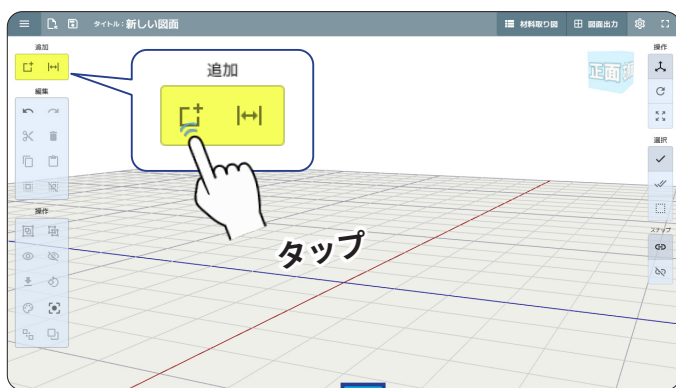 タイトル：新しい図面
材料取り図
図面出力
追加
編集
操作
追加
タップ
正面
操作
選択
スナップ